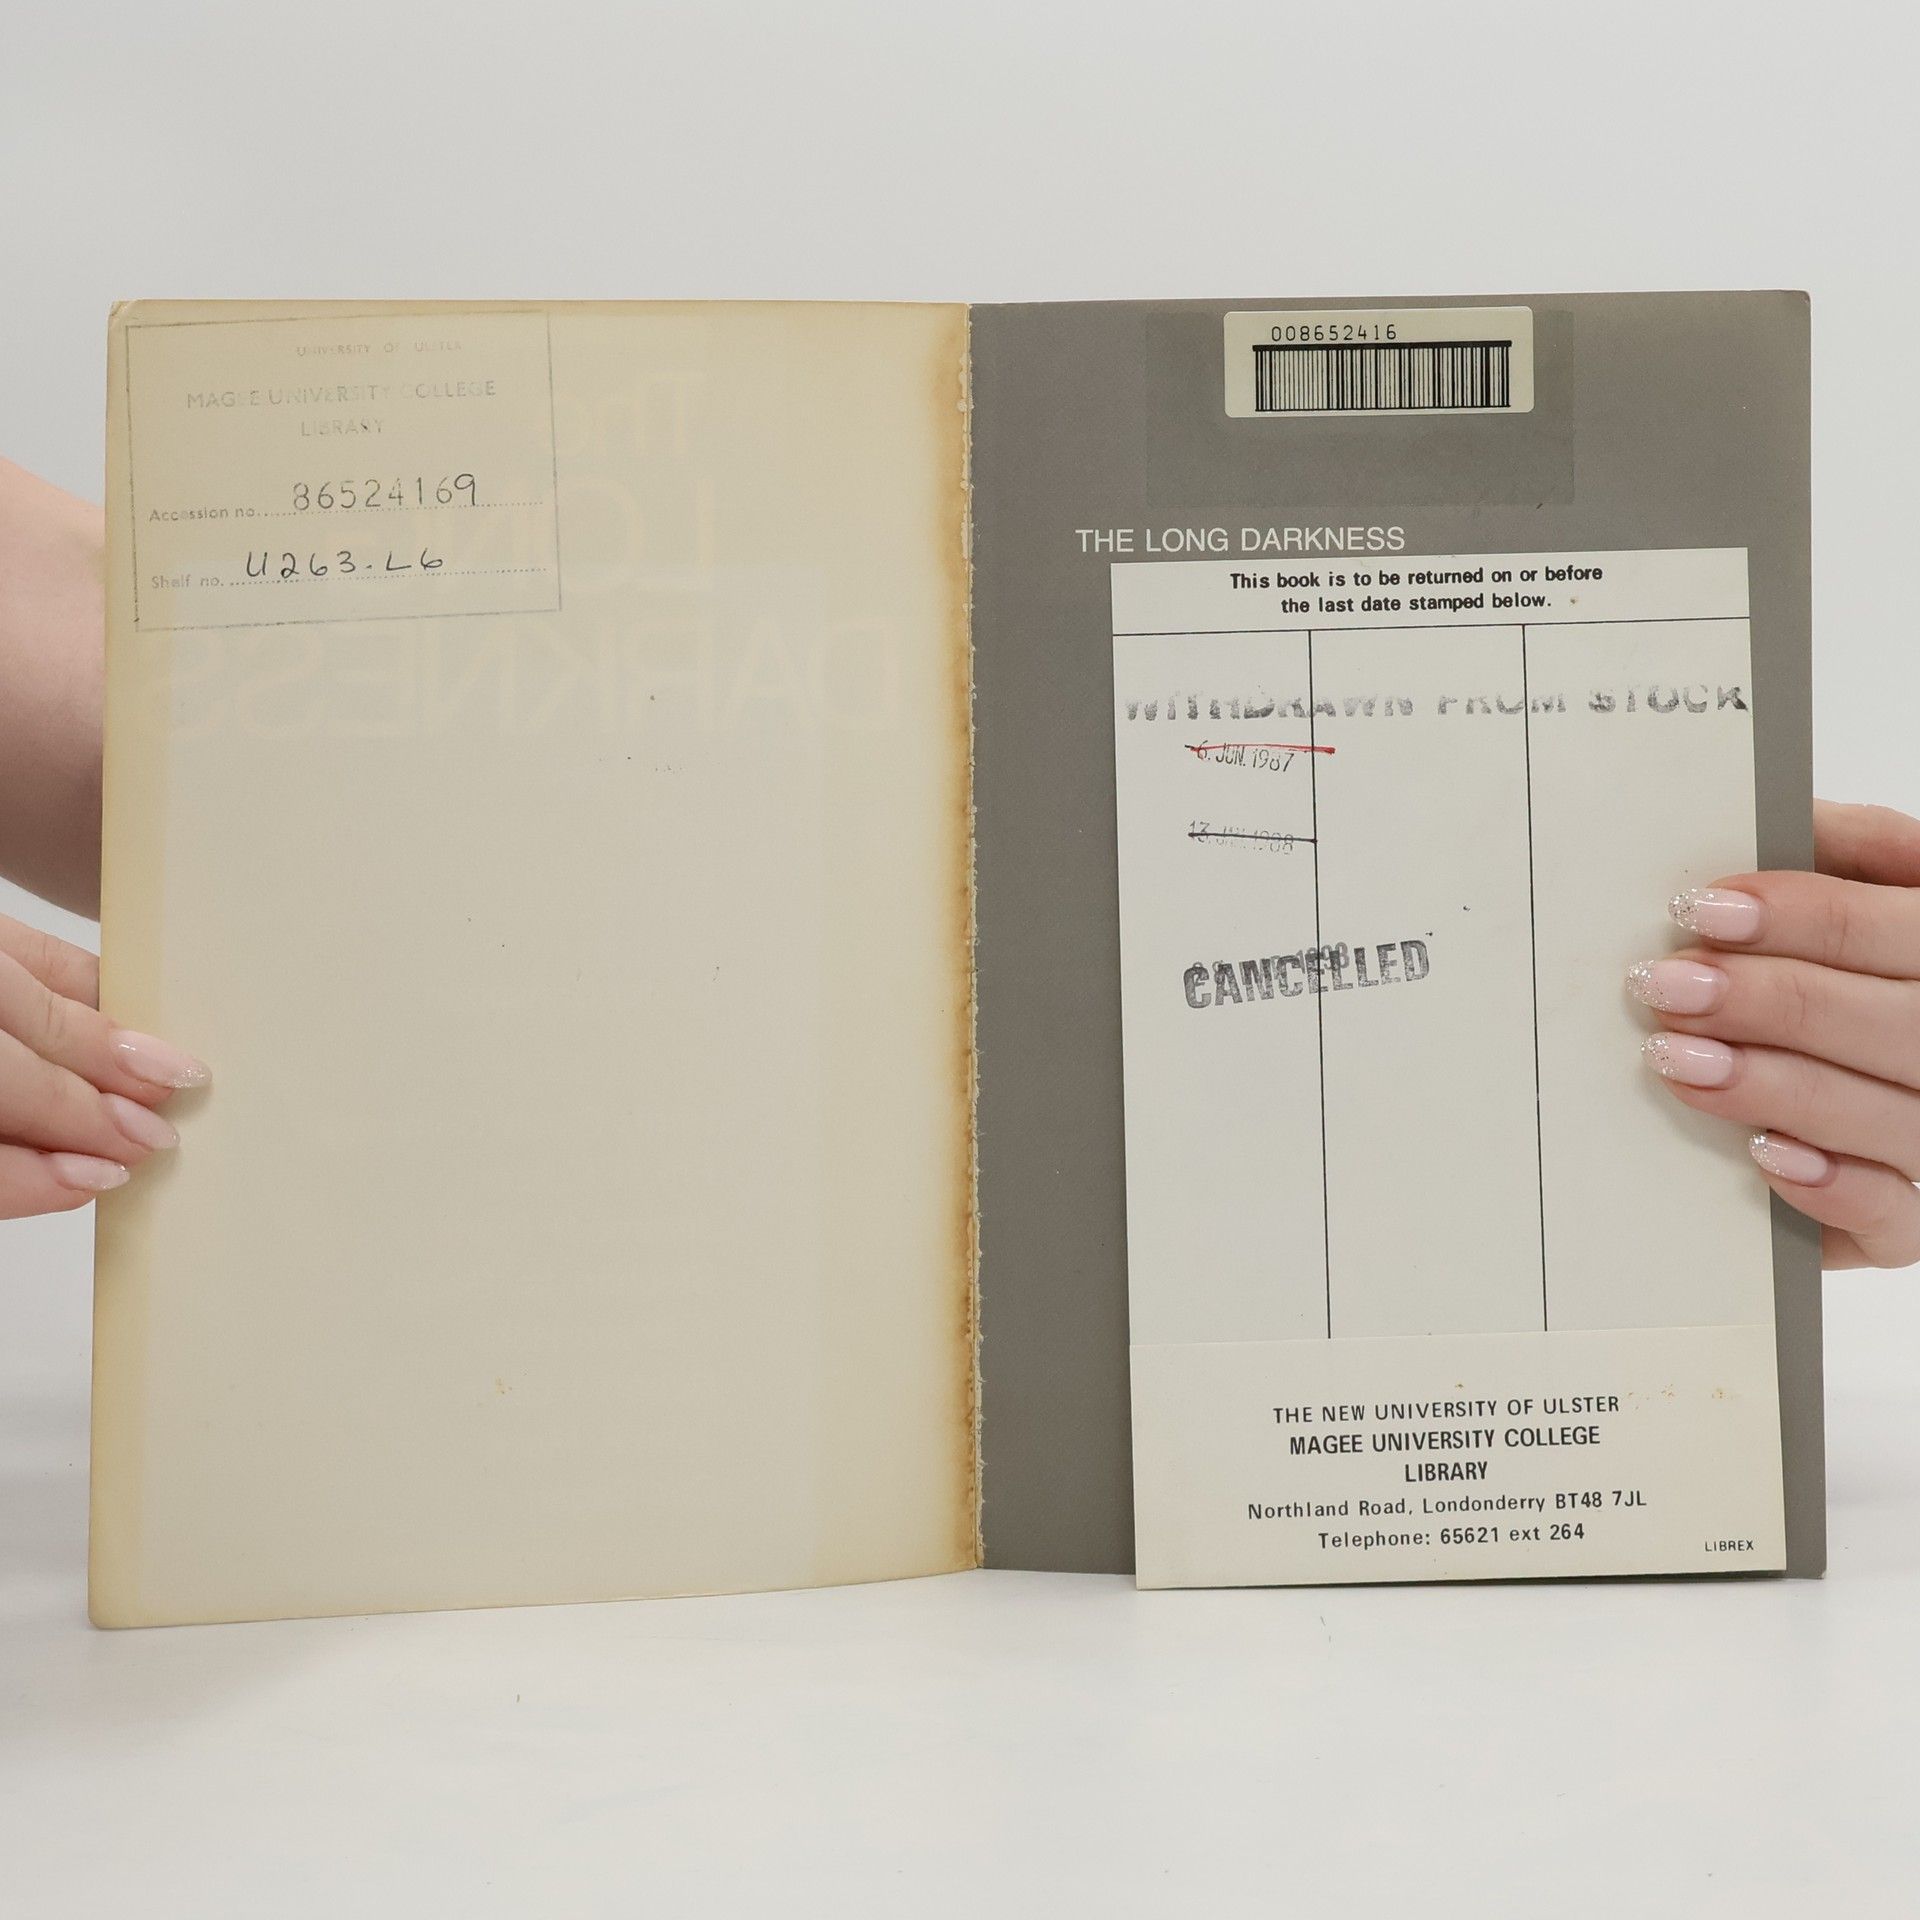 UNIVERSITY OF ULSTER
MAGEE UNIVERSITY COLLEGE
LIBRARY
Accession no. 86524169
Shelf no. U263.L6
008652416
THE LONG DARKNESS
This book is to be returned on or before
the last date stamped below.
WITHDRAWN FROM STOCK
6. JUN. 1987
13. JAN. 1988
CANCELLED
THE NEW UNIVERSITY OF ULSTER
MAGEE UNIVERSITY COLLEGE
LIBRARY
Northland Road, Londonderry BT48 7JL
Telephone: 65621 ext 264
LIBREX